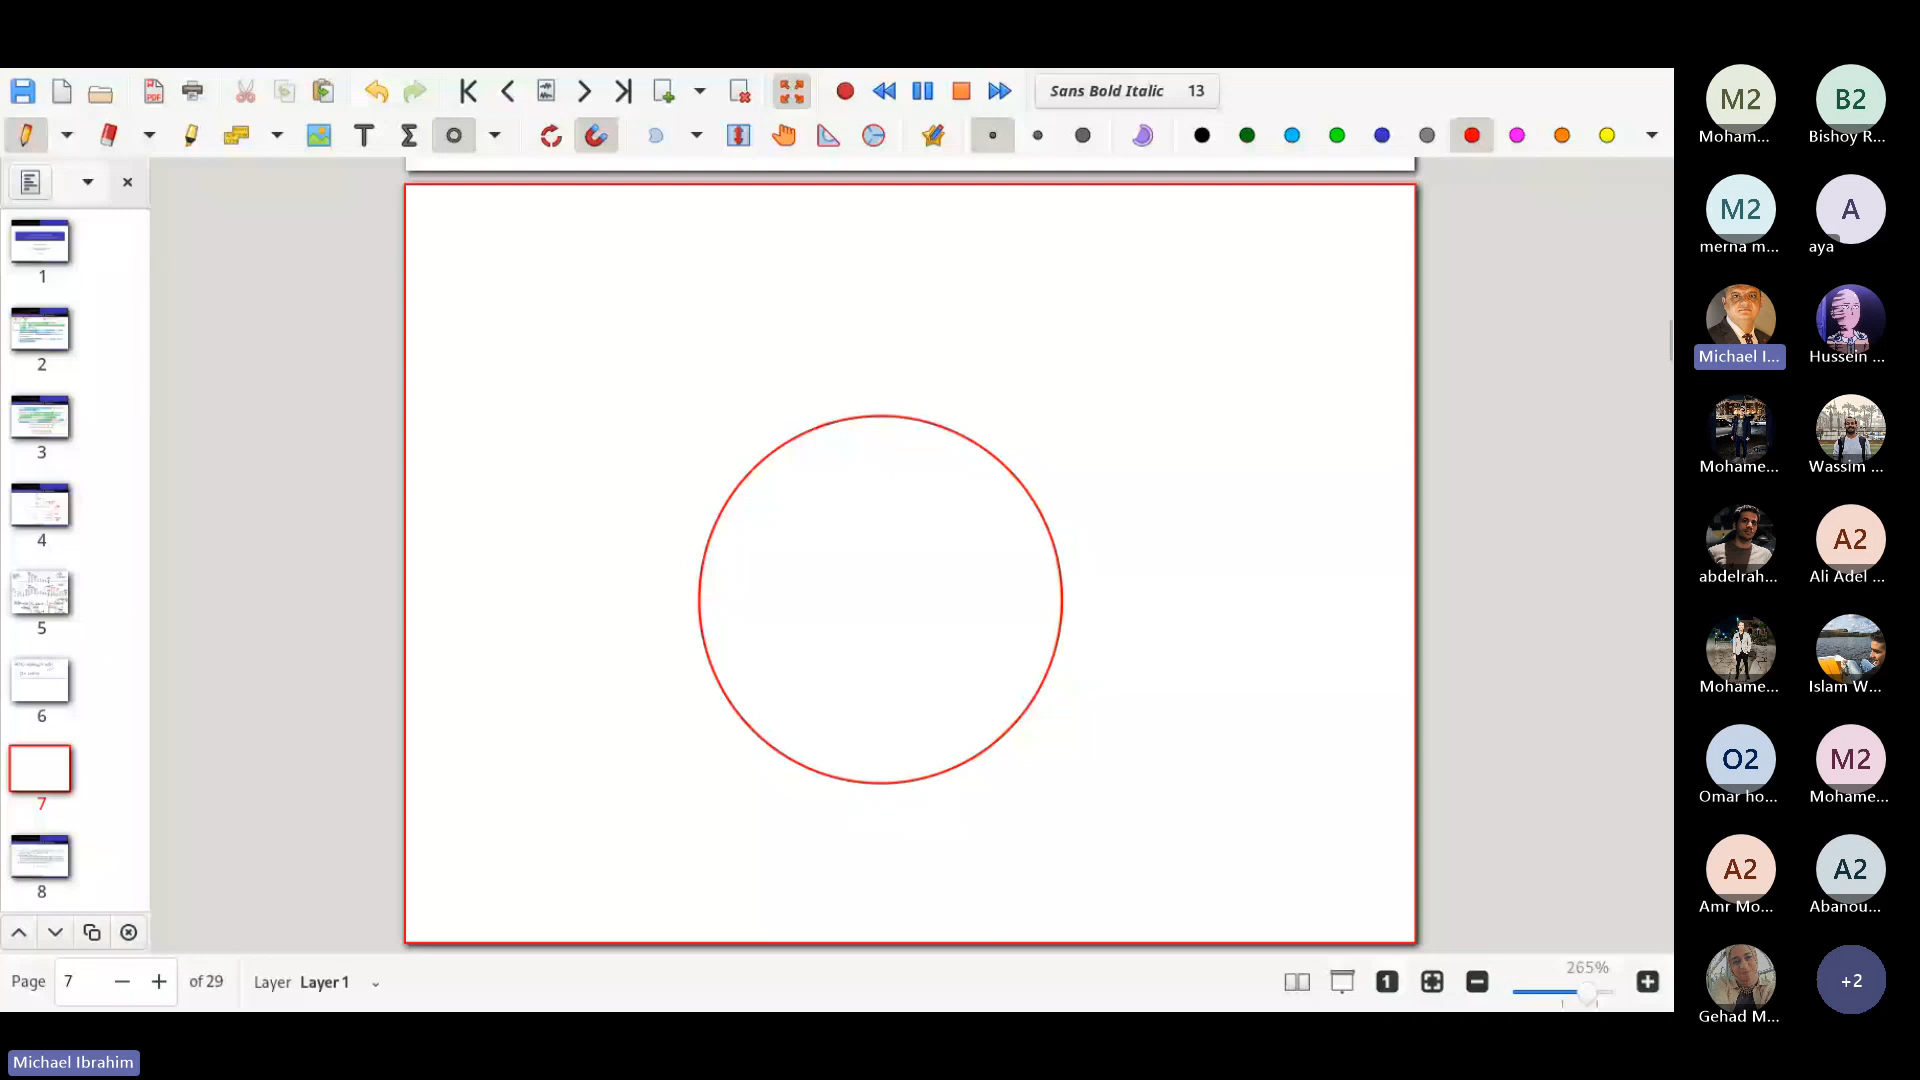 Sans Bold Italic 13
1
2
3
4
5
6
7
8
Page 7 of 29 Layer Layer 1
1
265%
M2
Moham...
B2
Bishoy R...
M2
merna m...
A
aya
Michael I...
Hussein ...
Mohame...
Wassim ...
abdelrah...
A2
Ali Adel ...
Mohame...
Islam W...
O2
Omar ho...
M2
Mohame...
A2
Amr Mo...
A2
Abanou...
Gehad M...
+2
Michael Ibrahim